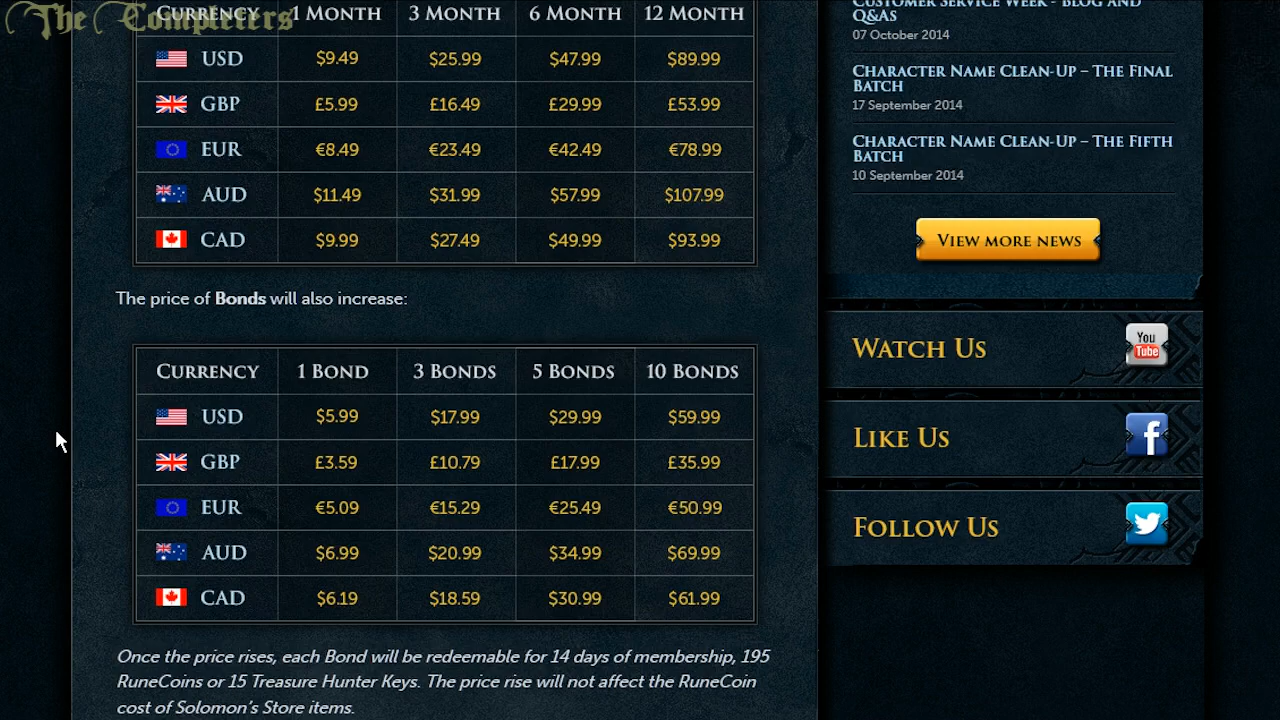 The Completers
Currency 1 Month 3 Month 6 Month 12 Month
USD $9.49 $25.99 $47.99 $89.99
GBP £5.99 £16.49 £29.99 £53.99
EUR €8.49 €23.49 €42.49 €78.99
AUD $11.49 $31.99 $57.99 $107.99
CAD $9.99 $27.49 $49.99 $93.99
The price of Bonds will also increase:
Currency 1 Bond 3 Bonds 5 Bonds 10 Bonds
USD $5.99 $17.99 $29.99 $59.99
GBP £3.59 £10.79 £17.99 £35.99
EUR €5.09 €15.29 €25.49 €50.99
AUD $6.99 $20.99 $34.99 $69.99
CAD $6.19 $18.59 $30.99 $61.99
Once the price rises, each Bond will be redeemable for 14 days of membership, 195
RuneCoins or 15 Treasure Hunter Keys. The price rise will not affect the RuneCoin
cost of Solomon's Store items.
Customer Service Week - Blog and
Q&As
07 October 2014
Character Name Clean-Up – The Final
Batch
17 September 2014
Character Name Clean-Up – The Fifth
Batch
10 September 2014
View more news
Watch Us
You
Tube
Like Us
f
Follow Us